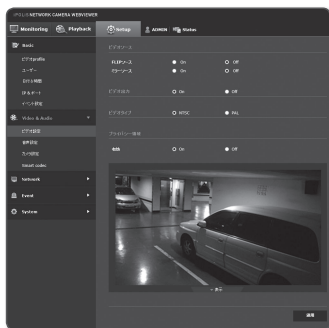 iPOLiS NETWORK CAMERA WEBVIEWER
Monitoring Playback Setup ADMIN Status
Basic
ビデオprofile
ユーザー
日付&時間
IP&ポート
イベント設定
Video & Audio
ビデオ設定
音声設定
カメラ設定
Smart codec
Network
Event
System
ビデオソース
FLIPソース On Off
ミラーソース On Off
ビデオ出力 On Off
ビデオタイプ NTSC PAL
プライバシー領域
有効 On Off
表示
適用